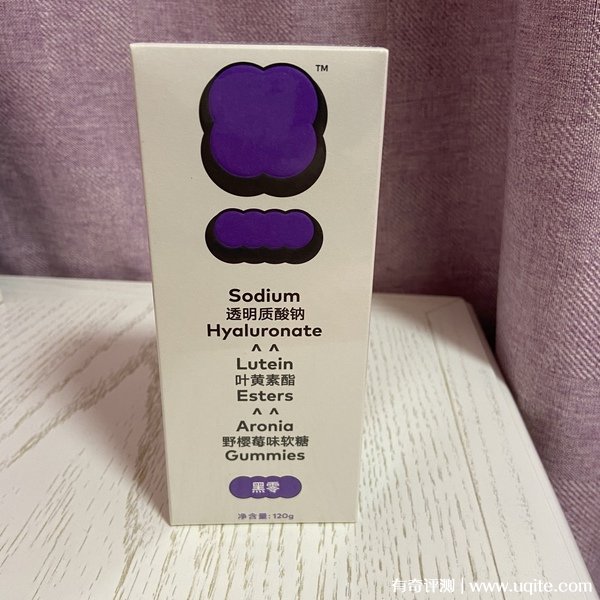 TM
Sodium
透明质酸钠
Hyaluronate
^ ^
Lutein
叶黄素酯
Esters
^ ^
Aronia
野樱莓味软糖
Gummies
黑零
净含量: 120g
有奇评测 | www.uqite.com